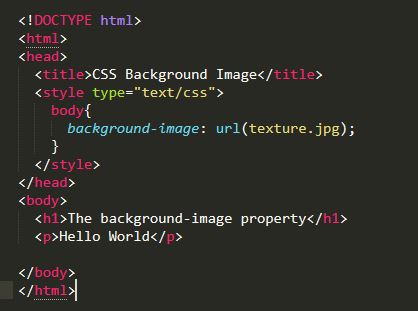 <!DOCTYPE html>
<html>
<head>
  <title>CSS Background Image</title>
  <style type="text/css">
    body{
      background-image: url(texture.jpg);
    }
  </style>
</head>
<body>
  <h1>The background-image property</h1>
  <p>Hello World</p>

</body>
</html>